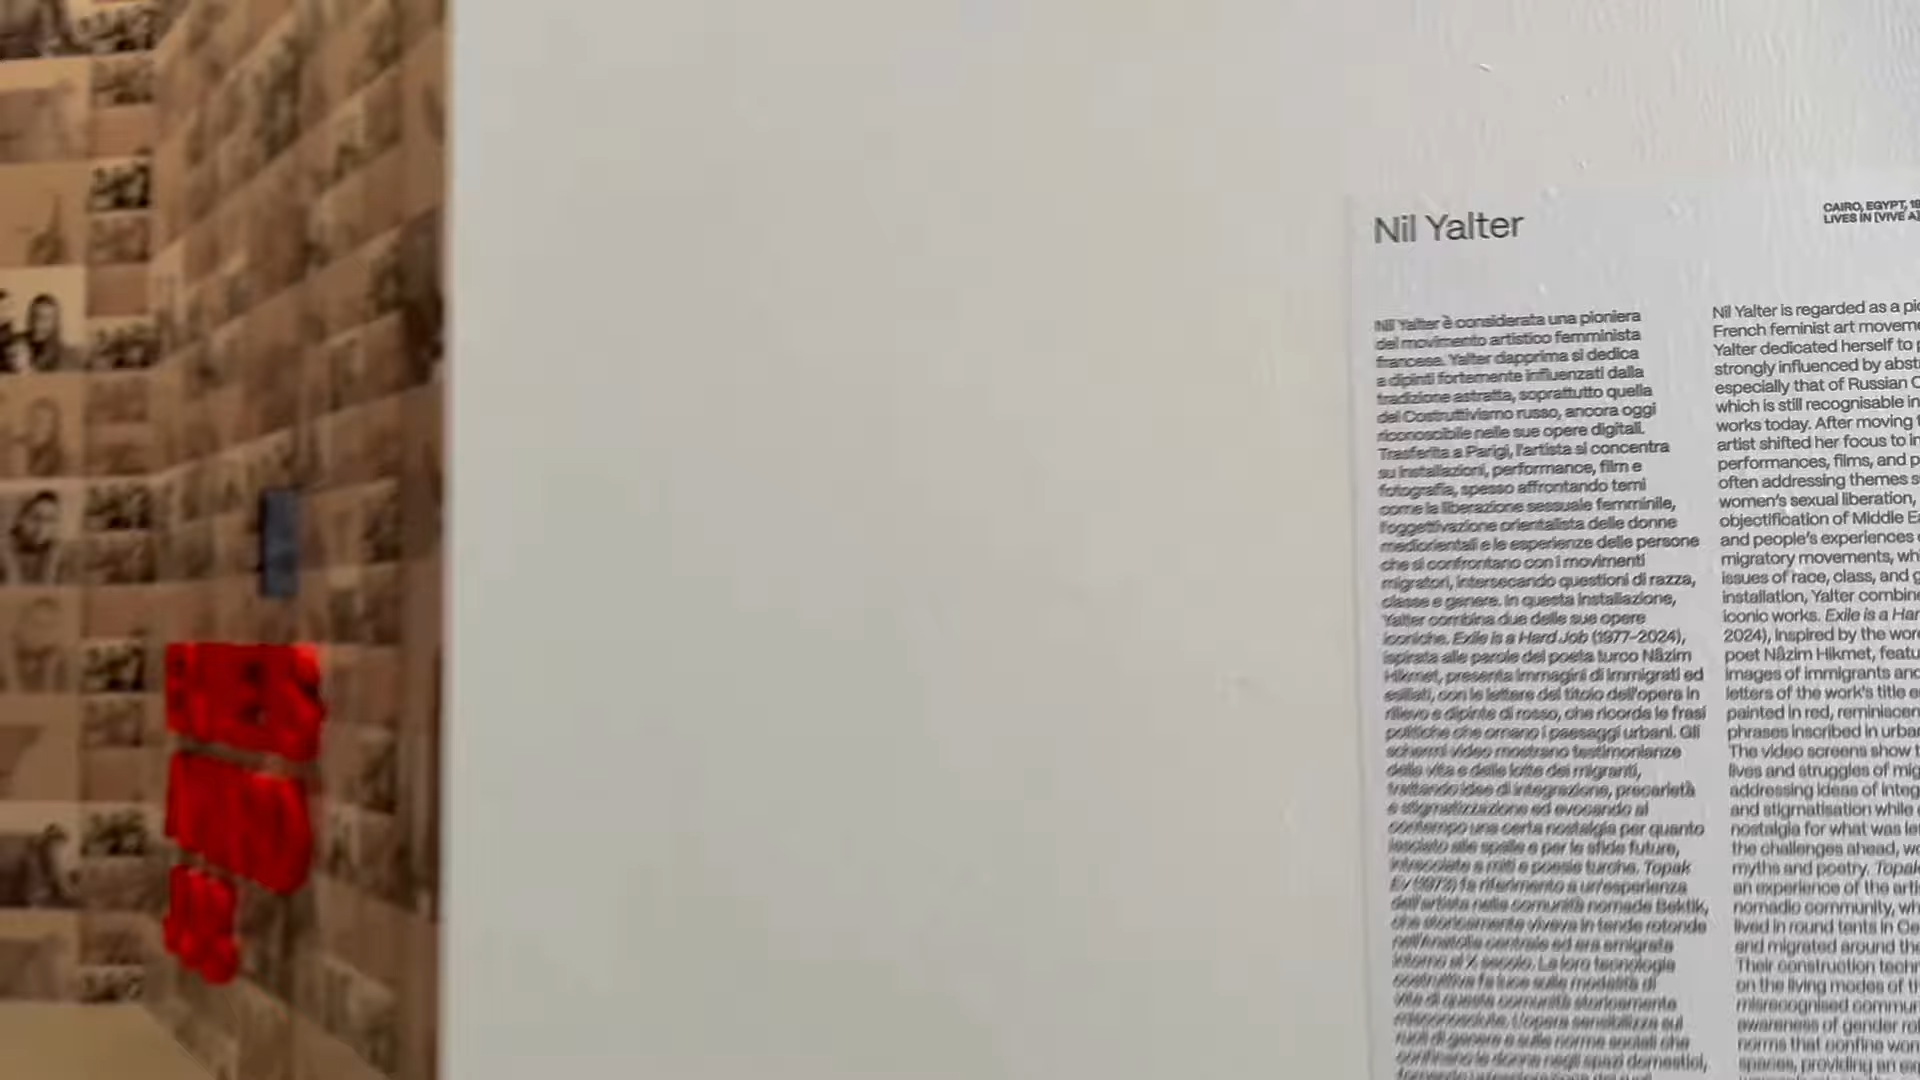 Nil Yalter
CAIRO, EGYPT, 19
LIVES IN [VIVE A]
Nil Yalter è considerata una pioniera
del movimento artistico femminista
francese. Yalter dapprima si dedica
a dipinti fortemente influenzati dalla
tradizione astratta, soprattutto quella
del Costruttivismo russo, ancora oggi
riconoscibile nelle sue opere digitali.
Trasferita a Parigi, l'artista si concentra
su installazioni, performance, film e
fotografia, spesso affrontando temi
come la liberazione sessuale femminile,
l'oggettivazione orientalista delle donne
mediorientali e le esperienze delle persone
che si confrontano con i movimenti
migratori, intersecando questioni di razza,
classe e genere. In questa installazione,
Yalter combina due delle sue opere
iconiche. Exile is a Hard Job (1977–2024),
ispirata alle parole del poeta turco Nâzim
Hikmet, presenta immagini di immigrati ed
esiliati, con le lettere del titolo dell'opera in
rilievo e dipinte di rosso, che ricorda le frasi
politiche che ornano i paesaggi urbani. Gli
schermi video mostrano testimonianze
della vita e delle lotte dei migranti,
trattando idee di integrazione, precarietà
e stigmatizzazione ed evocando al
contempo una certa nostalgia per quanto
lasciato alle spalle e per le sfide future,
intrecciate a miti e poesie turche. Topak
Ev (1973) fa riferimento a un'esperienza
dell'artista nella comunità nomade Bektik,
che storicamente viveva in tende rotonde
nell'Anatolia centrale ed era emigrata
intorno al X secolo. La loro tecnologia
costruttiva fa luce sulle modalità di
vita di questa comunità storicamente
misconosciuta. L'opera sensibilizza sui
ruoli di genere e sulle norme sociali che
confinano le donne negli spazi domestici,
Nil Yalter is regarded as a pio
French feminist art moveme
Yalter dedicated herself to p
strongly influenced by abstr
especially that of Russian C
which is still recognisable in
works today. After moving t
artist shifted her focus to in
performances, films, and p
often addressing themes s
women's sexual liberation,
objectification of Middle Ea
and people's experiences o
migratory movements, wh
issues of race, class, and g
installation, Yalter combine
iconic works. Exile is a Har
2024), inspired by the word
poet Nâzim Hikmet, featu
images of immigrants and
letters of the work's title e
painted in red, reminiscen
phrases inscribed in urba
The video screens show t
lives and struggles of mig
addressing ideas of integ
and stigmatisation while e
nostalgia for what was le
the challenges ahead, wo
myths and poetry. Topak
an experience of the arti
nomadic community, wh
lived in round tents in Ce
and migrated around the
Their construction techn
on the living modes of th
misrecognised commun
awareness of gender rol
norms that confine wom
spaces, providing an ex